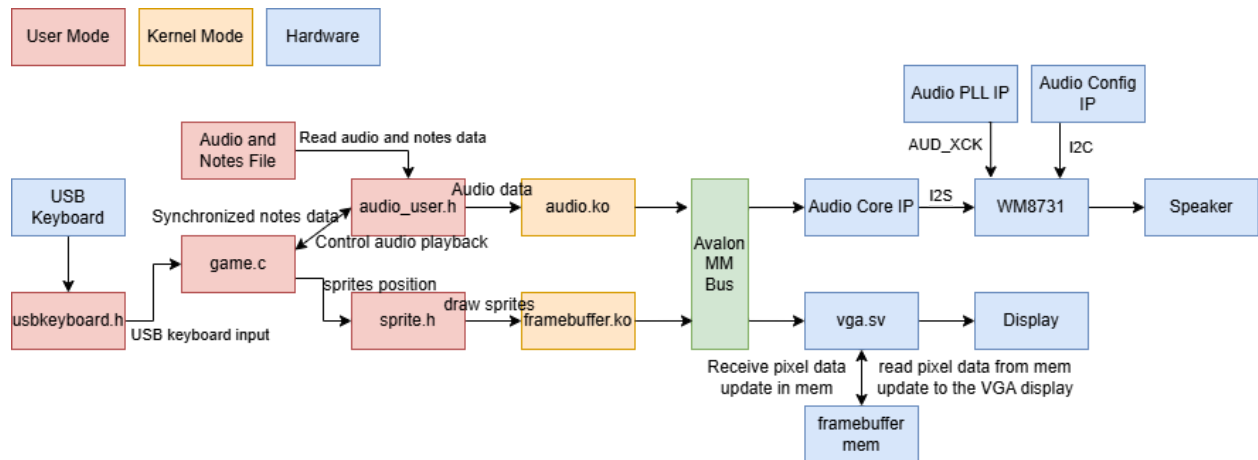 User Mode
Kernel Mode
Hardware
Audio PLL IP
Audio Config
IP
Audio and
Notes File
Read audio and notes data
AUD_XCK
I2C
USB
Keyboard
Synchronized notes data
audio_user.h
Audio data
audio.ko
Audio Core IP
I2S
WM8731
Speaker
Control audio playback
game.c
Avalon
MM
Bus
sprites position
usbkeyboard.h
USB keyboard input
sprite.h
draw sprites
framebuffer.ko
vga.sv
Display
Receive pixel data
update in mem
read pixel data from mem
update to the VGA display
framebuffer
mem